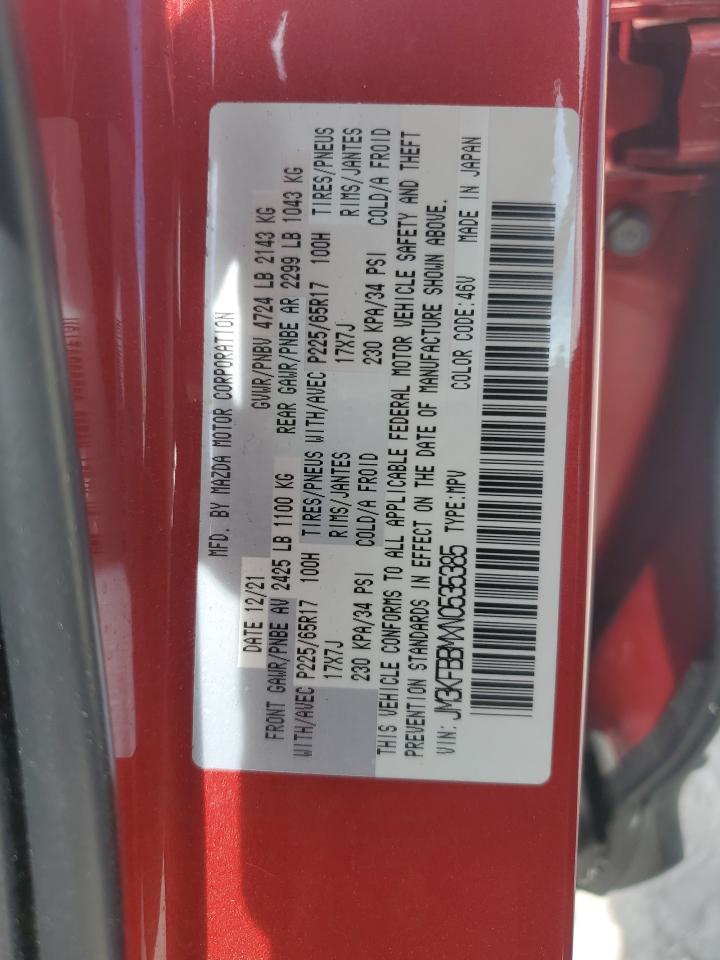 MFD. BY MAZDA MOTOR CORPORATION
DATE 12/21 GVWR/PNBV 4724 LB 2143 KG
FRONT GAWR/PNBE AV 2425 LB 1100 KG REAR GAWR/PNBE AR 2299 LB 1043 KG
WITH/AVEC P225/65R17 100H TIRES/PNEUS WITH/AVEC P225/65R17 100H TIRES/PNEUS
17X7J RIMS/JANTES 17X7J RIMS/JANTES
230 KPA/34 PSI COLD/A FROID 230 KPA/34 PSI COLD/A FROID
THIS VEHICLE CONFORMS TO ALL APPLICABLE FEDERAL MOTOR VEHICLE SAFETY AND THEFT
PREVENTION STANDARDS IN EFFECT ON THE DATE OF MANUFACTURE SHOWN ABOVE.
VIN: JM3KFBBMXN0535385 TYPE:MPV COLOR CODE:46V MADE IN JAPAN